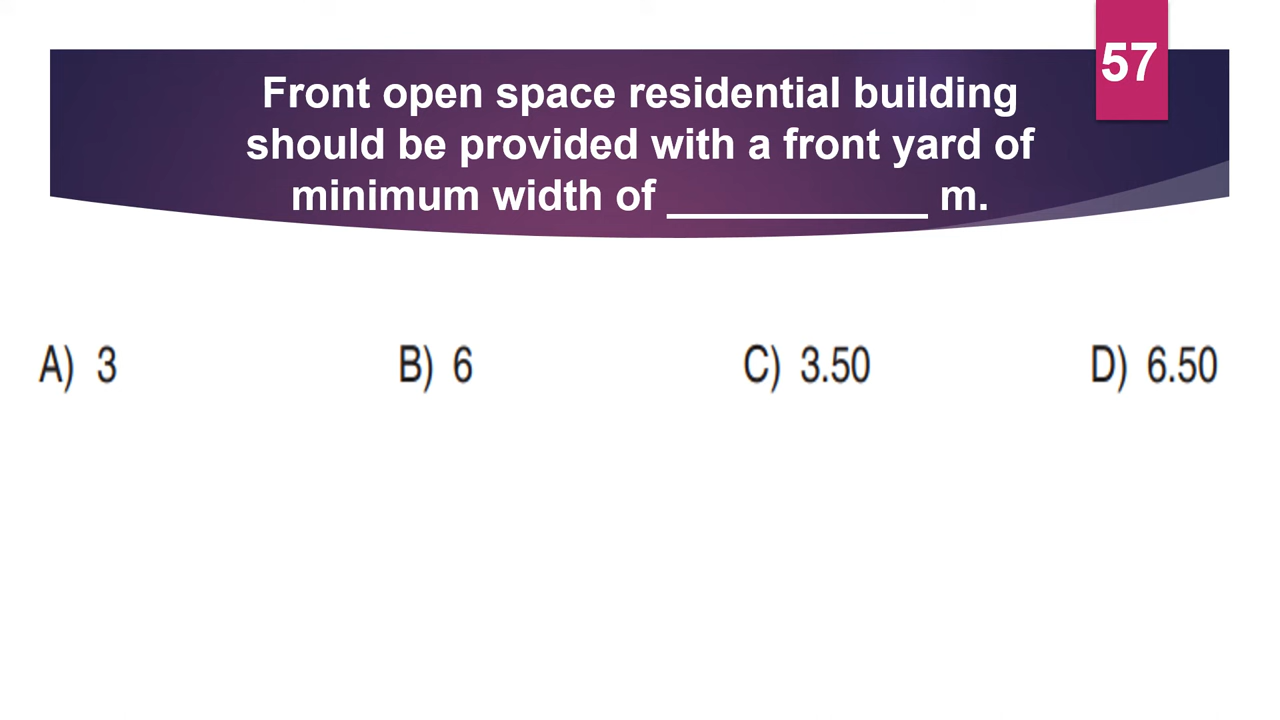 57
Front open space residential building
should be provided with a front yard of
minimum width of ___________ m.
A) 3 B) 6 C) 3.50 D) 6.50